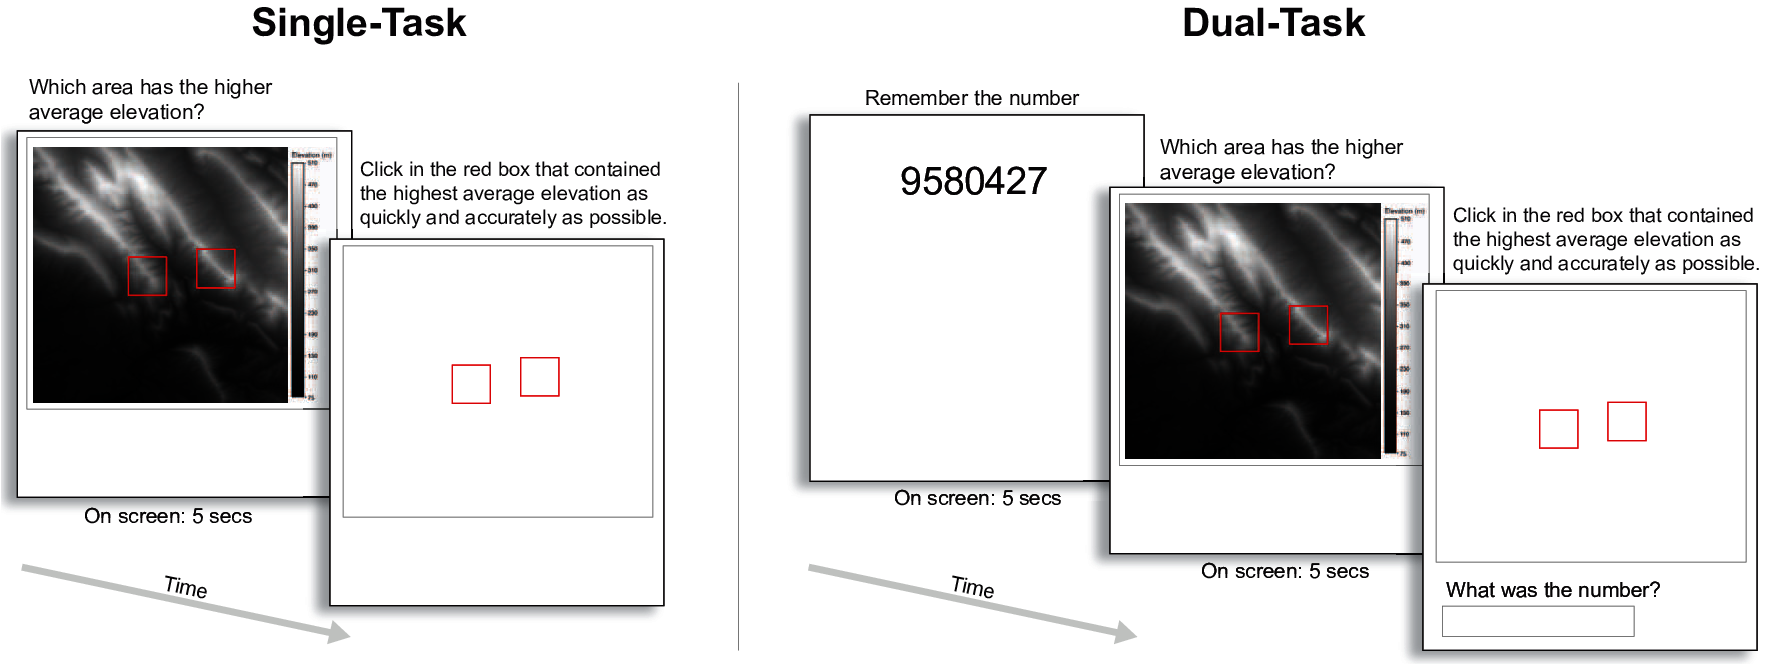 Single-Task
Which area has the higher
average elevation?
Elevation (m)
Click in the red box that contained
the highest average elevation as
quickly and accurately as possible.
On screen: 5 secs
Time
Dual-Task
Remember the number
9580427
On screen: 5 secs
Which area has the higher
average elevation?
Elevation (m)
On screen: 5 secs
Click in the red box that contained
the highest average elevation as
quickly and accurately as possible.
What was the number?
Time